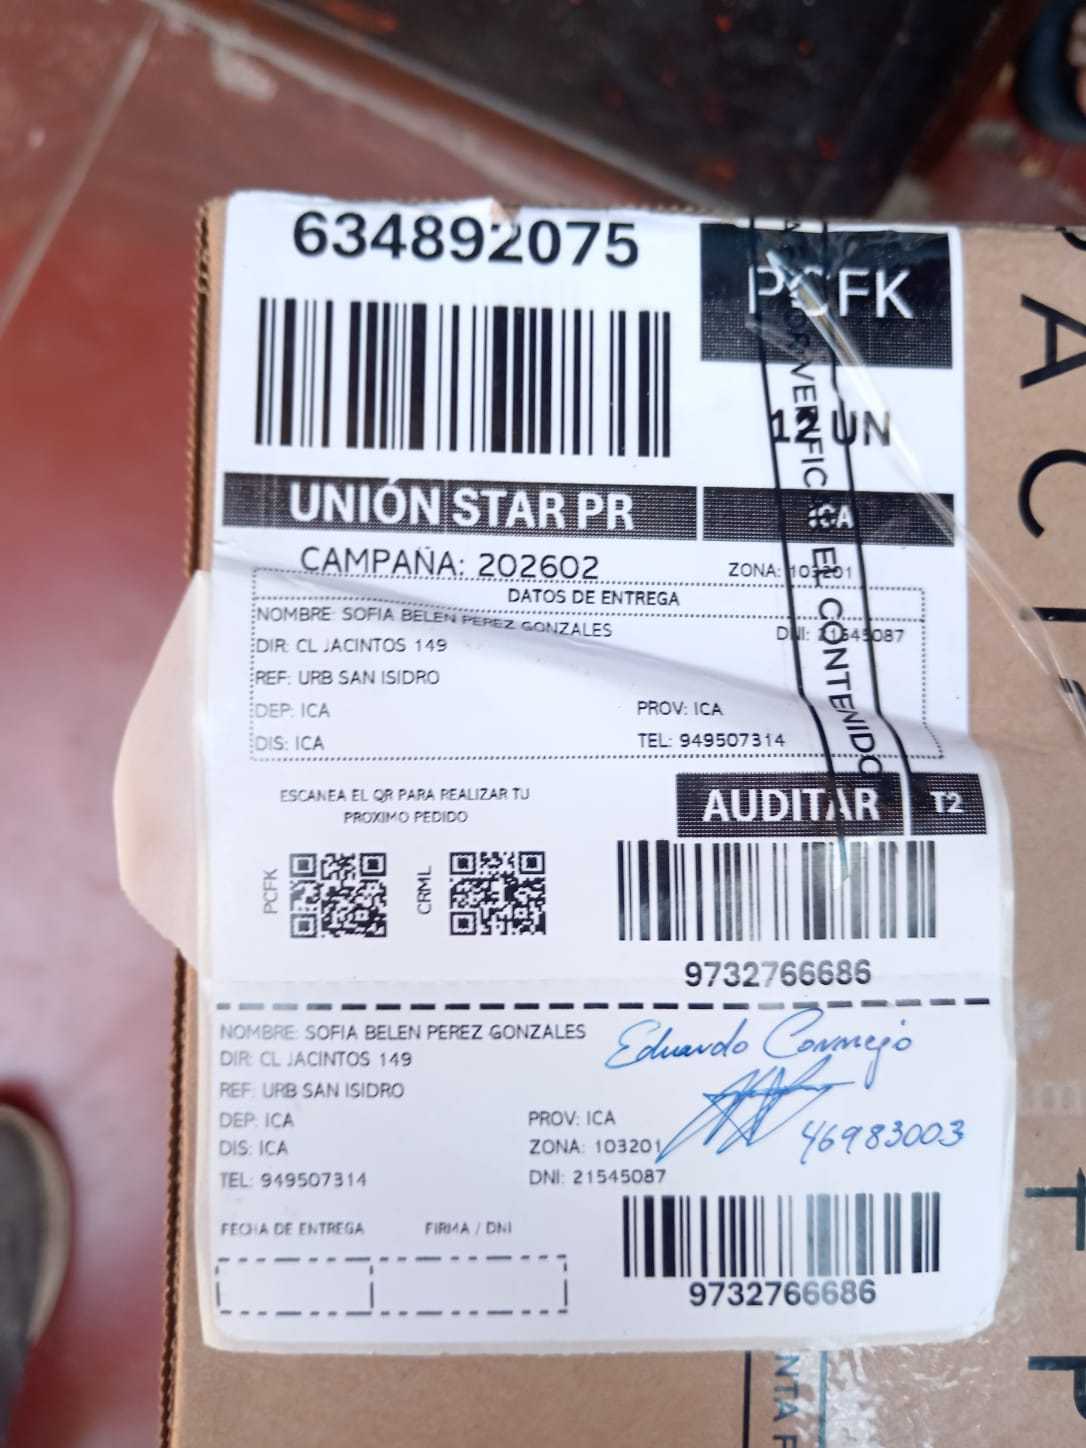 634892075
PCFK
12 UN
UNIÓN STAR PR
ICA
CAMPAÑA: 202602
ZONA: 103201
DATOS DE ENTREGA
NOMBRE: SOFIA BELEN PEREZ GONZALES
DNI: 21545087
DIR: CL JACINTOS 149
REF: URB SAN ISIDRO
DEP: ICA
PROV: ICA
DIS: ICA
TEL: 949507314
EL CONTENIDO
ESCANEA EL QR PARA REALIZAR TU
PROXIMO PEDIDO
AUDITAR
T2
PCFK
CRML
9732766686
NOMBRE: SOFIA BELEN PEREZ GONZALES
Eduardo Cornejo
DIR: CL JACINTOS 149
REF: URB SAN ISIDRO
DEP: ICA
PROV: ICA
46983003
DIS: ICA
ZONA: 103201
TEL: 949507314
DNI: 21545087
FECHA DE ENTREGA
FIRMA / DNI
9732766686